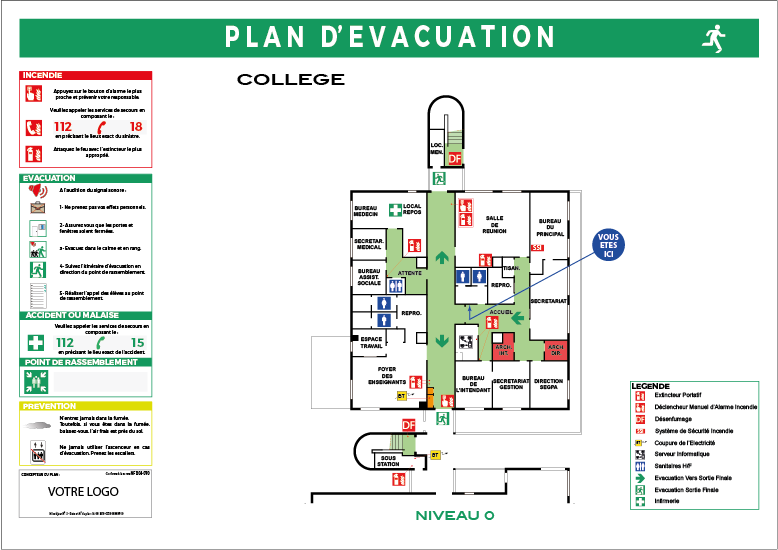 PLAN D'EVACUATION
COLLEGE
INCENDIE
Appuyez sur le bouton d'alarme le plus
proche et prévenir votre responsable.
Veuillez appeler les services de secours en
composant le :
112 18
en précisant le lieu exact du sinistre.
Attaquez le feu avec l'extincteur le plus
approprié.
EVACUATION
A l'audition du signal sonore :
1- Ne prenez pas vos effets personnels.
2- Assurez vous que les portes et
fenêtres soient fermées.
3- Evacuez dans le calme et en rang.
4- Suivez l'itinéraire d'évacuation en
direction du point de rassemblement.
5- Réaliser l'appel des élèves au point
de rassemblement.
ACCIDENT OU MALAISE
Veuillez appeler les services de secours en
composant le :
112 15
en précisant le lieu exact de l'accident.
POINT DE RASSEMBLEMENT
PREVENTION
N'entrez jamais dans la fumée.
Toutefois, si vous êtes dans la fumée,
baissez-vous, l'air frais est près du sol.
Ne jamais utiliser l'ascenseur en cas
d'évacuation. Prenez les escaliers.
CONCEPTEUR DU PLAN :
VOTRE LOGO
LOC.
MEN.
DF
BUREAU
MEDECIN
LOCAL
REPOS
SALLE
DE
REUNION
BUREAU
DU
PRINCIPAL
VOUS
ETES
ICI
SECRETAR.
MEDICAL
SSI
BUREAU
ASSIST.
SOCIALE
ATTENTE
TISAN.
REPRO.
SECRETARIAT
REPRO.
ACCUEIL
ESPACE
TRAVAIL
ARCH.
INT.
ARCH.
DIR
FOYER
DES
ENSEIGNANTS
BT
BUREAU
DE
L'INTENDANT
SECRETARIAT
GESTION
DIRECTION
SEGPA
DF
SOUS
STATION
BT
NIVEAU 0
LEGENDE
Extincteur Portatif
Déclencheur Manuel d'Alarme Incendie
DF Désenfumage
SSI Système de Sécurité Incendie
BT Coupure de l'Electricité
Serveur Informatique
Sanitaires H/F
Evacuation Vers Sortie Finale
Evacuation Sortie Finale
Infirmerie